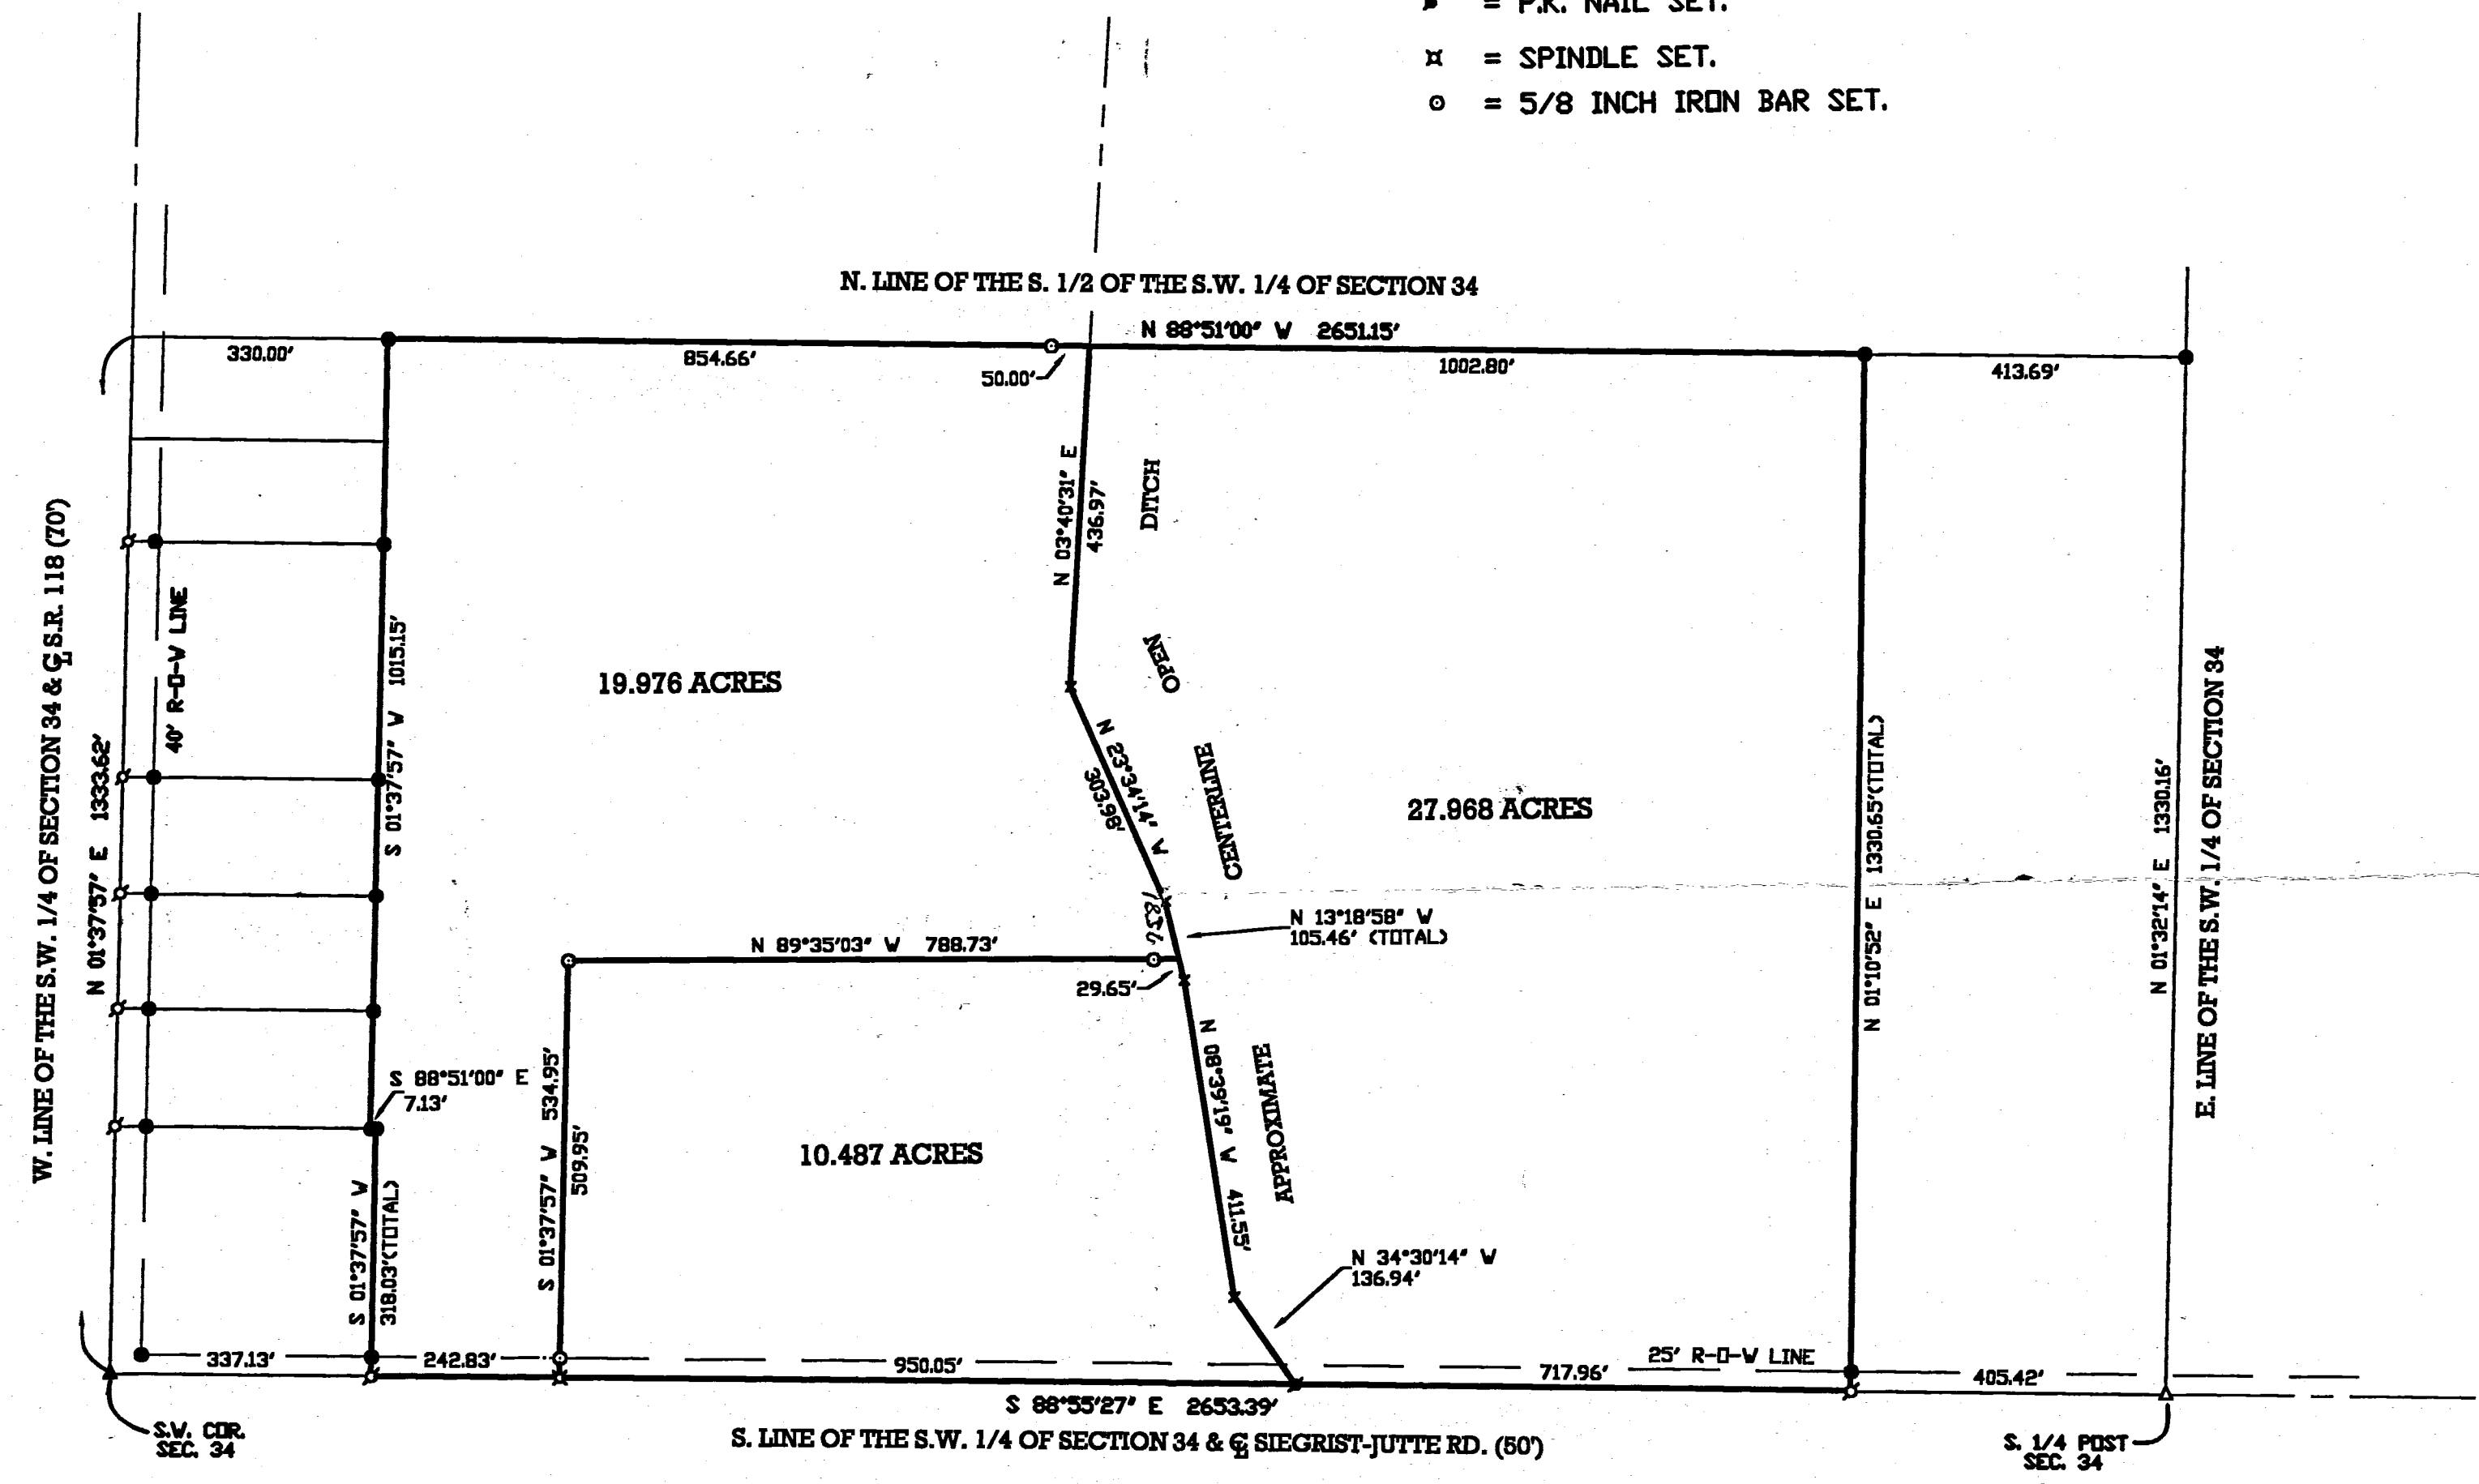 = P.K. NAIL SET.
= SPINDLE SET.
= 5/8 INCH IRON BAR SET.
N. LINE OF THE S. 1/2 OF THE S.W. 1/4 OF SECTION 34
N 88°51'00" W 2651.15'
330.00'
854.66'
50.00'
1002.80'
413.69'
N 03°40'31" E
436.97'
DITCH
OPEN
CENTERLINE
APPROXIMATE
W. LINE OF THE S.W. 1/4 OF SECTION 34 & ℄ S.R. 118 (70')
N 01°37'57" E 1333.62'
40' R-O-W LINE
S 01°37'57" W 1015.15'
19.976 ACRES
N 23°34'14" W
303.98'
27.968 ACRES
N 01°10'52" E 1330.65'(TOTAL)
N 01°32'14" E 1330.16'
E. LINE OF THE S.W. 1/4 OF SECTION 34
N 13°18'58" W
105.46' (TOTAL)
N 89°35'03" W 788.73'
29.65'
S 88°51'00" E
7.13'
S 01°37'57" W 534.95'
509.95'
N 08°39'19" W 411.55'
10.487 ACRES
S 01°37'57" W
318.03'(TOTAL)
N 34°30'14" W
136.94'
337.13'
242.83'
950.05'
717.96'
25' R-O-W LINE
405.42'
S 88°55'27" E 2653.39'
S.W. COR.
SEC. 34
S. LINE OF THE S.W. 1/4 OF SECTION 34 & ℄ SIEGRIST-JUTTE RD. (50')
S. 1/4 POST
SEC. 34